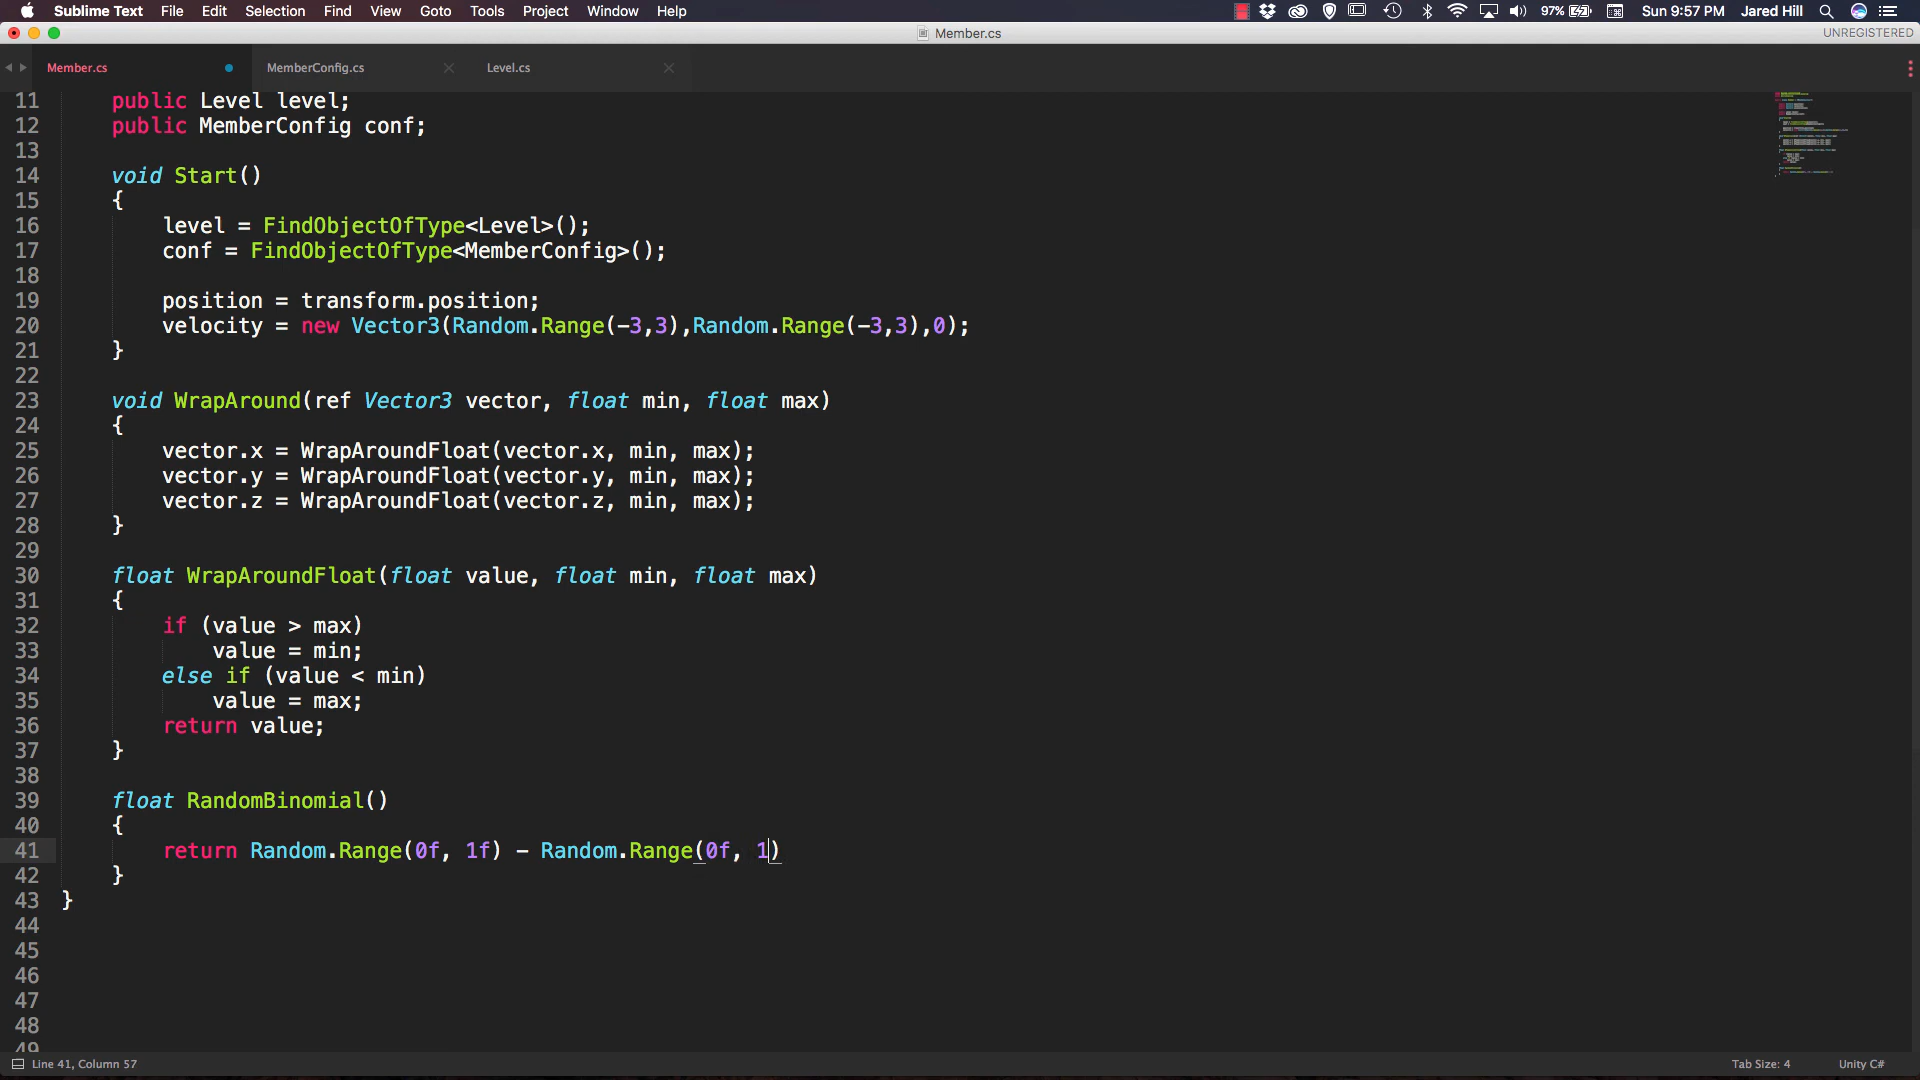 Sublime Text File Edit Selection Find View Goto Tools Project Window Help 97% Sun 9:57 PM Jared Hill
Member.cs UNREGISTERED
Member.cs MemberConfig.cs Level.cs
11 public Level level;
12 public MemberConfig conf;
13
14 void Start()
15 {
16 level = FindObjectOfType<Level>();
17 conf = FindObjectOfType<MemberConfig>();
18
19 position = transform.position;
20 velocity = new Vector3(Random.Range(-3,3),Random.Range(-3,3),0);
21 }
22
23 void WrapAround(ref Vector3 vector, float min, float max)
24 {
25 vector.x = WrapAroundFloat(vector.x, min, max);
26 vector.y = WrapAroundFloat(vector.y, min, max);
27 vector.z = WrapAroundFloat(vector.z, min, max);
28 }
29
30 float WrapAroundFloat(float value, float min, float max)
31 {
32 if (value > max)
33 value = min;
34 else if (value < min)
35 value = max;
36 return value;
37 }
38
39 float RandomBinomial()
40 {
41 return Random.Range(0f, 1f) - Random.Range(0f, 1)
42 }
43 }
44
45
46
47
48
49
Line 41, Column 57 Tab Size: 4 Unity C#